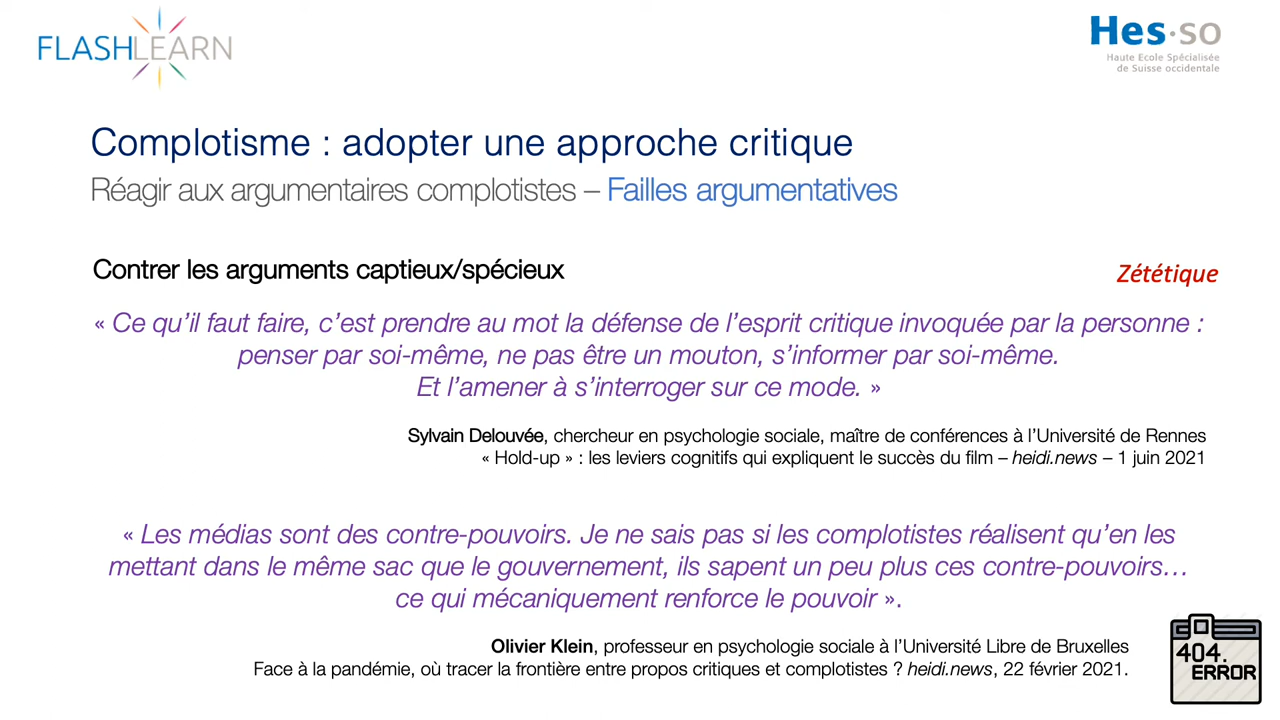 FLASHLEARN
Hes·so
Haute Ecole Spécialisée
de Suisse occidentale
Complotisme : adopter une approche critique
Réagir aux argumentaires complotistes – Failles argumentatives
Contrer les arguments captieux/spécieux
Zététique
« Ce qu’il faut faire, c’est prendre au mot la défense de l’esprit critique invoquée par la personne :
penser par soi-même, ne pas être un mouton, s’informer par soi-même.
Et l’amener à s’interroger sur ce mode. »
Sylvain Delouvée, chercheur en psychologie sociale, maître de conférences à l’Université de Rennes
« Hold-up » : les leviers cognitifs qui expliquent le succès du film – heidi.news – 1 juin 2021
« Les médias sont des contre-pouvoirs. Je ne sais pas si les complotistes réalisent qu’en les
mettant dans le même sac que le gouvernement, ils sapent un peu plus ces contre-pouvoirs…
ce qui mécaniquement renforce le pouvoir ».
Olivier Klein, professeur en psychologie sociale à l’Université Libre de Bruxelles
Face à la pandémie, où tracer la frontière entre propos critiques et complotistes ? heidi.news, 22 février 2021.
404.
ERROR